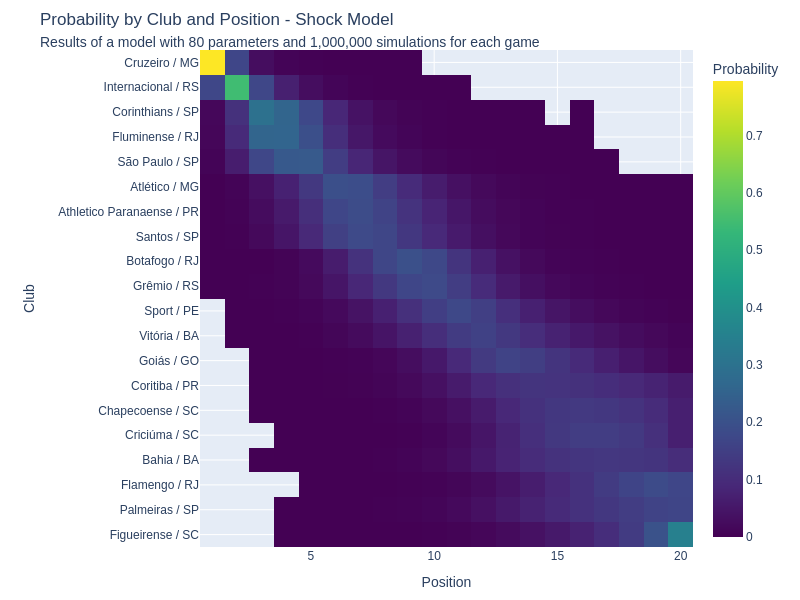 Probability by Club and Position - Shock Model
Results of a model with 80 parameters and 1,000,000 simulations for each game
Probability
Club
Cruzeiro / MG
Internacional / RS
Corinthians / SP
Fluminense / RJ
São Paulo / SP
Atlético / MG
Athletico Paranaense / PR
Santos / SP
Botafogo / RJ
Grêmio / RS
Sport / PE
Vitória / BA
Goiás / GO
Coritiba / PR
Chapecoense / SC
Criciúma / SC
Bahia / BA
Flamengo / RJ
Palmeiras / SP
Figueirense / SC
0.7
0.6
0.5
0.4
0.3
0.2
0.1
0
5 10 15 20
Position